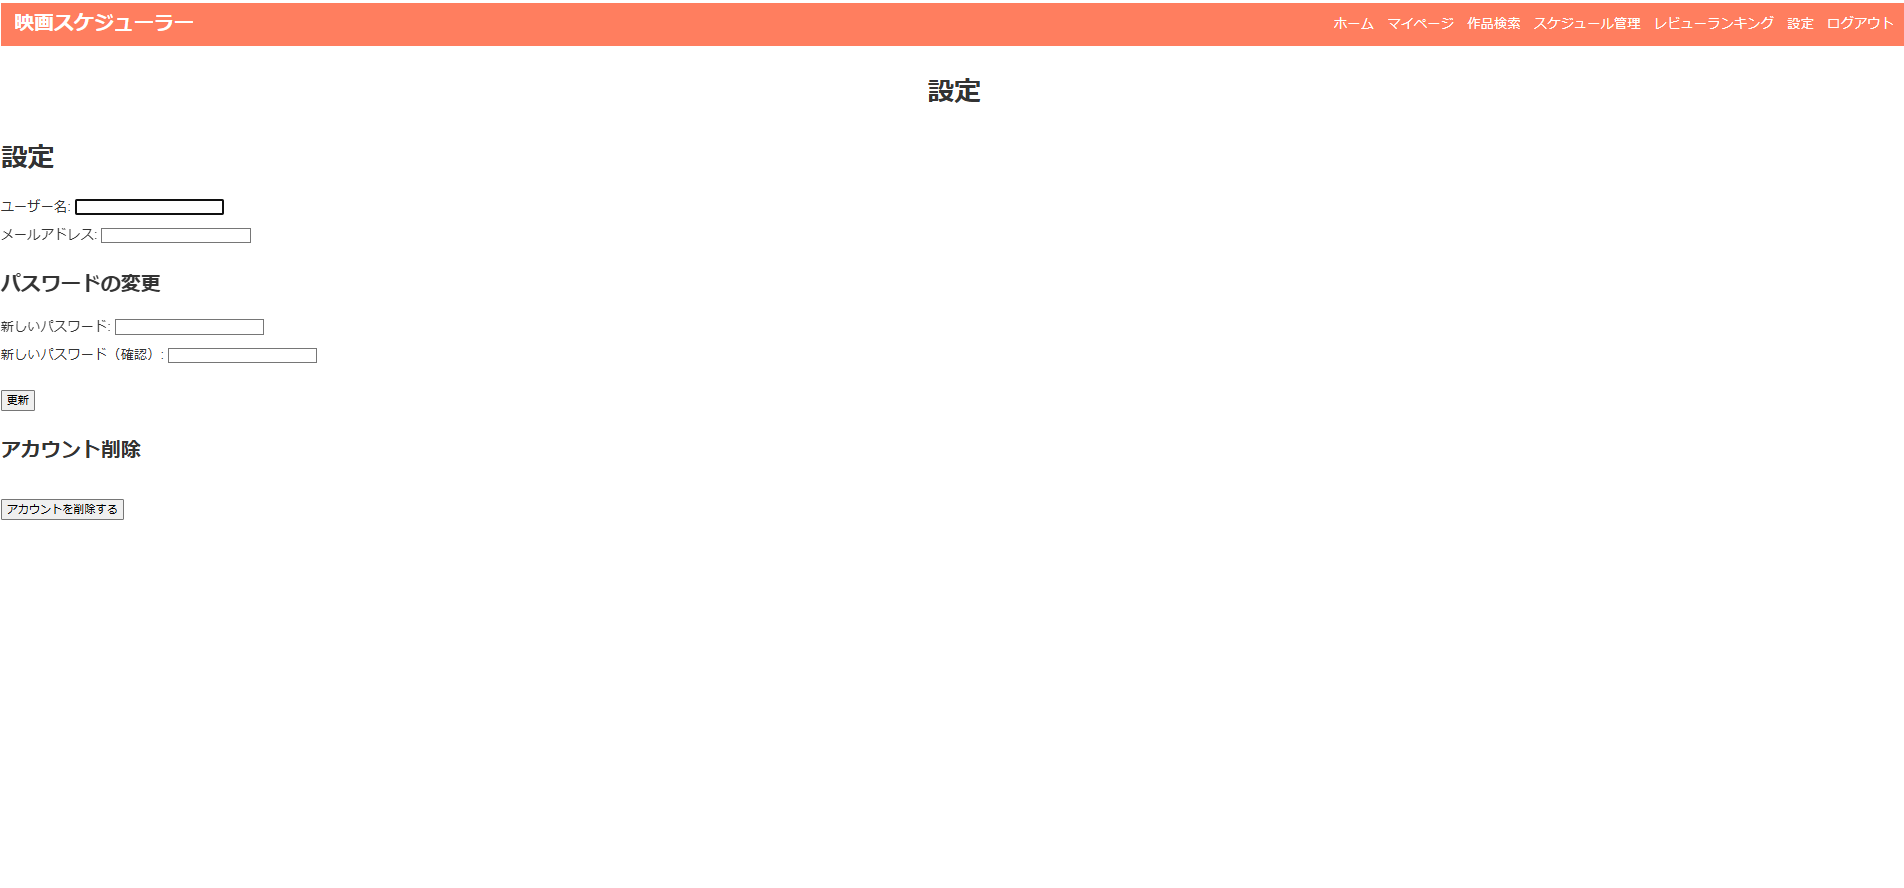 映画スケジューラー
ホーム マイページ 作品検索 スケジュール管理 レビューランキング 設定 ログアウト
設定
設定
ユーザー名:
メールアドレス:
パスワードの変更
新しいパスワード:
新しいパスワード（確認）:
更新
アカウント削除
アカウントを削除する